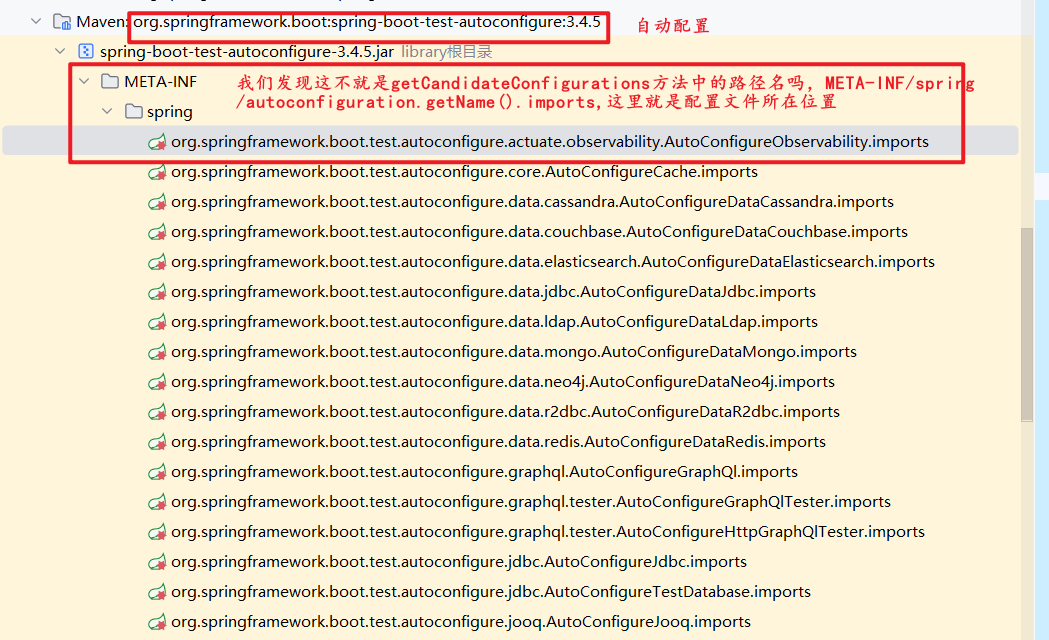 Maven: org.springframework.boot:spring-boot-test-autoconfigure:3.4.5
自动配置
spring-boot-test-autoconfigure-3.4.5.jar library根目录
META-INF
我们发现这不就是getCandidateConfigurations方法中的路径名吗，META-INF/spring
/autoconfiguration.getName().imports,这里就是配置文件所在位置
spring
org.springframework.boot.test.autoconfigure.actuate.observability.AutoConfigureObservability.imports
org.springframework.boot.test.autoconfigure.core.AutoConfigureCache.imports
org.springframework.boot.test.autoconfigure.data.cassandra.AutoConfigureDataCassandra.imports
org.springframework.boot.test.autoconfigure.data.couchbase.AutoConfigureDataCouchbase.imports
org.springframework.boot.test.autoconfigure.data.elasticsearch.AutoConfigureDataElasticsearch.imports
org.springframework.boot.test.autoconfigure.data.jdbc.AutoConfigureDataJdbc.imports
org.springframework.boot.test.autoconfigure.data.ldap.AutoConfigureDataLdap.imports
org.springframework.boot.test.autoconfigure.data.mongo.AutoConfigureDataMongo.imports
org.springframework.boot.test.autoconfigure.data.neo4j.AutoConfigureDataNeo4j.imports
org.springframework.boot.test.autoconfigure.data.r2dbc.AutoConfigureDataR2dbc.imports
org.springframework.boot.test.autoconfigure.data.redis.AutoConfigureDataRedis.imports
org.springframework.boot.test.autoconfigure.graphql.AutoConfigureGraphQl.imports
org.springframework.boot.test.autoconfigure.graphql.tester.AutoConfigureGraphQlTester.imports
org.springframework.boot.test.autoconfigure.graphql.tester.AutoConfigureHttpGraphQlTester.imports
org.springframework.boot.test.autoconfigure.jdbc.AutoConfigureJdbc.imports
org.springframework.boot.test.autoconfigure.jdbc.AutoConfigureTestDatabase.imports
org.springframework.boot.test.autoconfigure.jooq.AutoConfigureJooq.imports